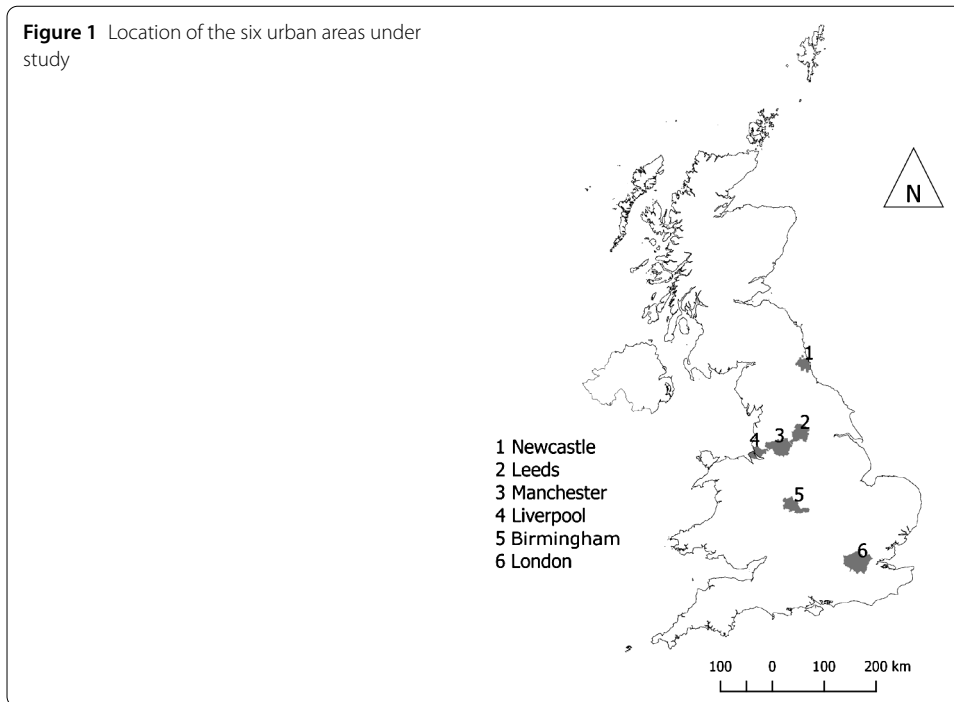 Figure 1 Location of the six urban areas under
study
N
1
2
3
4
5
6
1 Newcastle
2 Leeds
3 Manchester
4 Liverpool
5 Birmingham
6 London
100 0 100 200 km